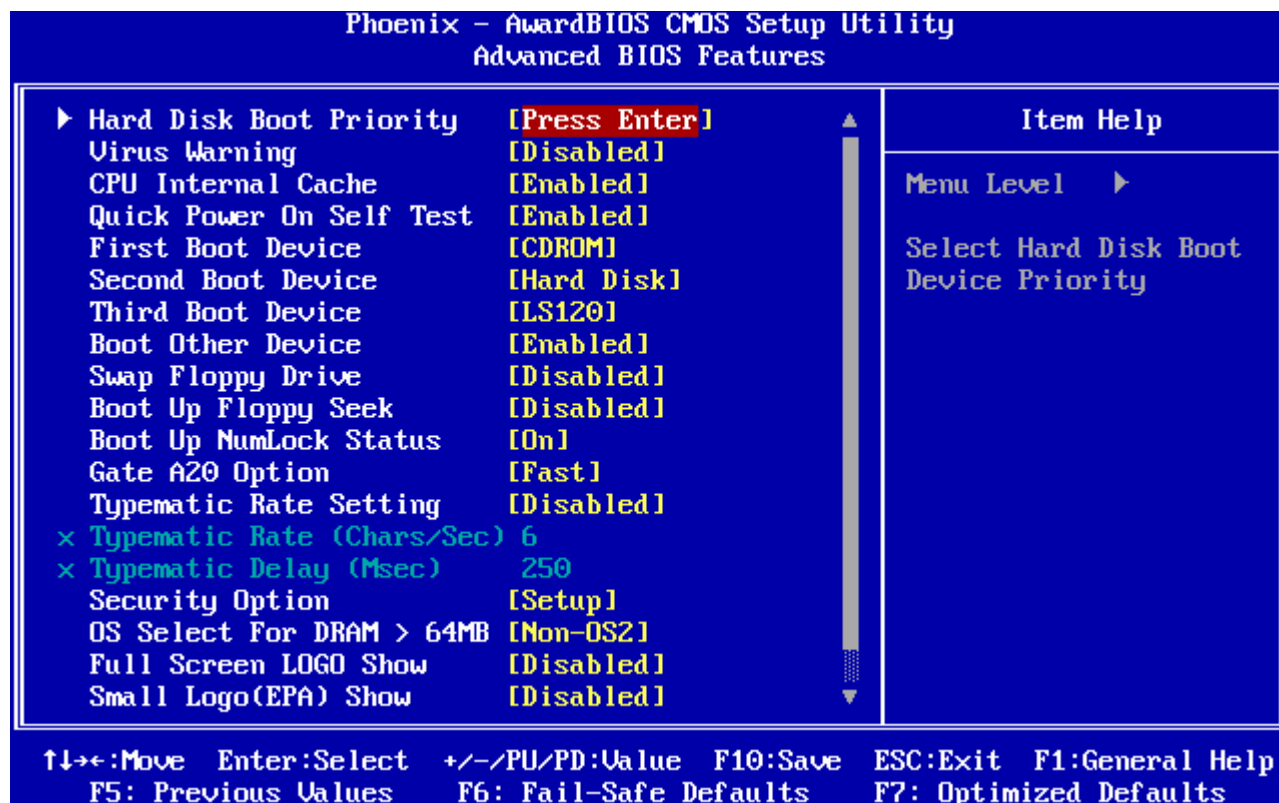 Phoenix - AwardBIOS CMOS Setup Utility
Advanced BIOS Features
Hard Disk Boot Priority [Press Enter]
Virus Warning [Disabled]
CPU Internal Cache [Enabled]
Quick Power On Self Test [Enabled]
First Boot Device [CDROM]
Second Boot Device [Hard Disk]
Third Boot Device [LS120]
Boot Other Device [Enabled]
Swap Floppy Drive [Disabled]
Boot Up Floppy Seek [Disabled]
Boot Up NumLock Status [On]
Gate A20 Option [Fast]
Typematic Rate Setting [Disabled]
x Typematic Rate (Chars/Sec) 6
x Typematic Delay (Msec) 250
Security Option [Setup]
OS Select For DRAM > 64MB [Non-OS2]
Full Screen LOGO Show [Disabled]
Small Logo(EPA) Show [Disabled]
Item Help
Menu Level
Select Hard Disk Boot
Device Priority
↑↓→←:Move Enter:Select +/-/PU/PD:Value F10:Save ESC:Exit F1:General Help
F5: Previous Values F6: Fail-Safe Defaults F7: Optimized Defaults